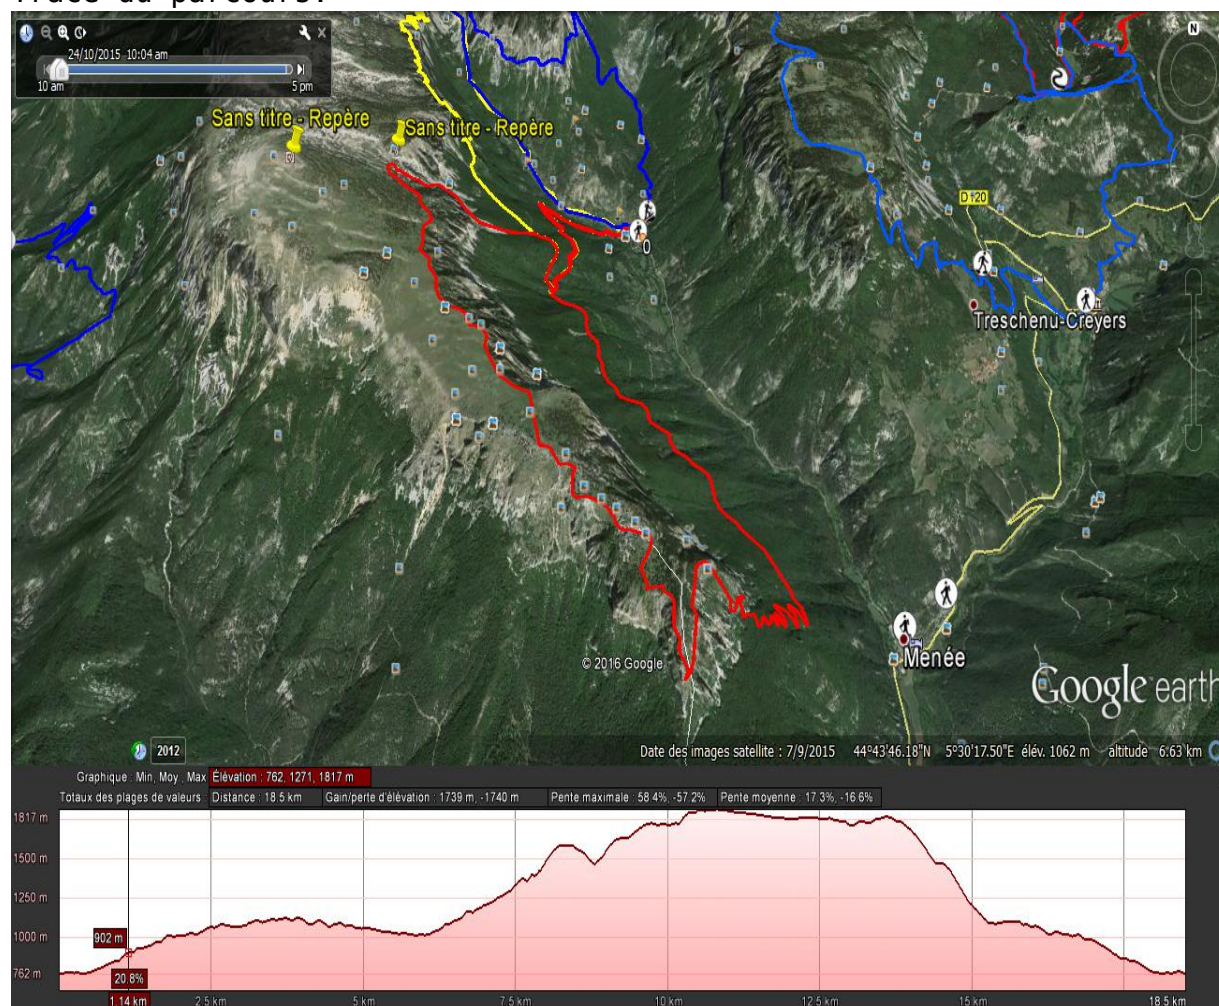 Tracé du parcours:
24/10/2015 10:04 am
10 am
5 pm
N
Sans titre - Repère
Sans titre - Repère
D120
0
Treschenu-Creyers
Menée
© 2016 Google
Google earth
2012
Date des images satellite : 7/9/2015 44°43'46.18"N 5°30'17.50"E élév. 1062 m altitude 6.63 km
Graphique : Min, Moy., Max Élévation : 762, 1271, 1817 m
Totaux des plages de valeurs : Distance : 18.5 km Gain/perte d'élévation : 1739 m, -1740 m Pente maximale : 58.4%, -57.2% Pente moyenne : 17.3%, -16.6%
1817 m
1500 m
1250 m
1000 m
762 m
902 m
20.8%
1.14 km
2.5 km
5 km
7.5 km
10 km
12.5 km
15 km
18.5 km